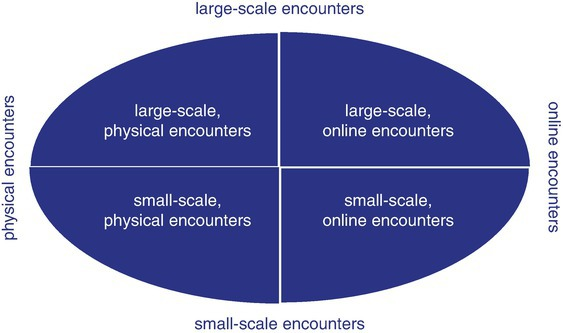 large-scale encounters
physical encounters
large-scale,
physical encounters
large-scale,
online encounters
online encounters
small-scale,
physical encounters
small-scale,
online encounters
small-scale encounters